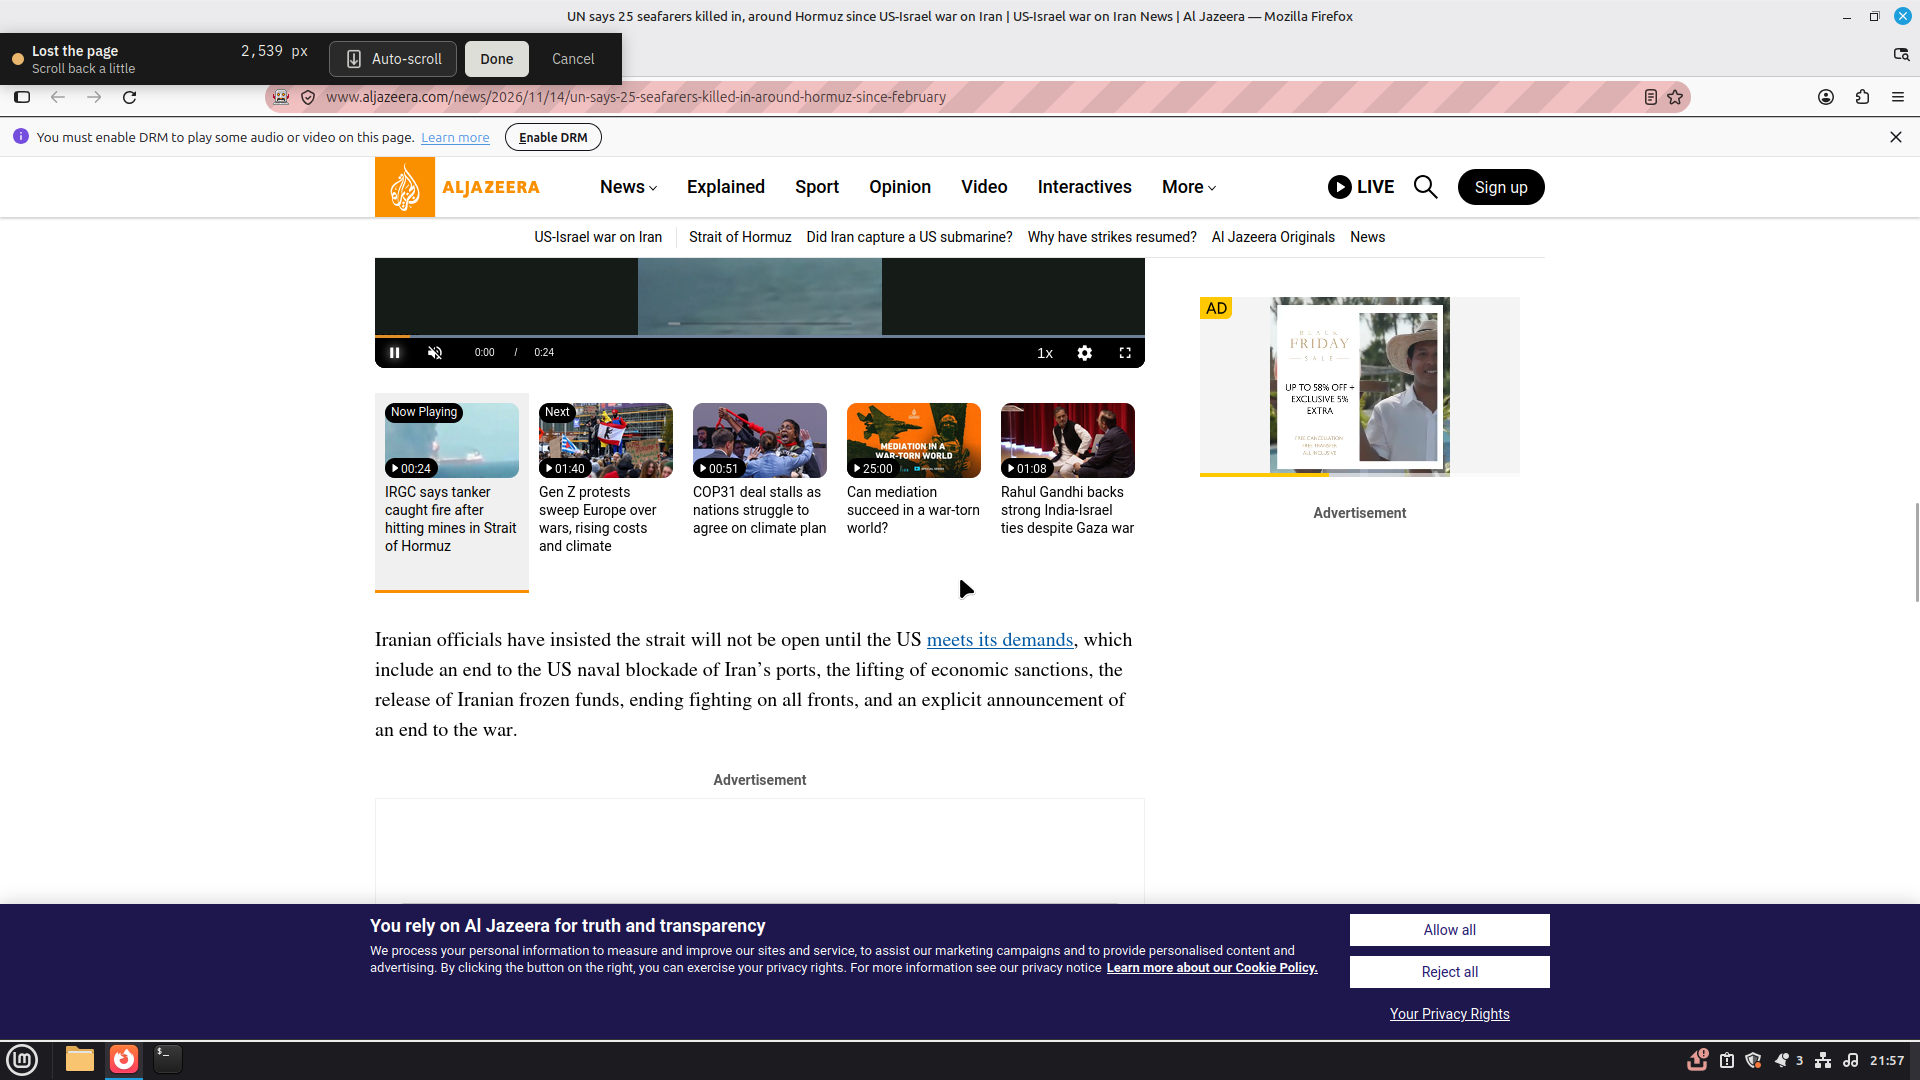 UN says 25 seafarers killed in, around Hormuz since US-Israel war on Iran | US-Israel war on Iran News | Al Jazeera — Mozilla Firefox
Lost the page
Scroll back a little
2,539 px
Auto-scroll
Done
Cancel
www.aljazeera.com/news/2026/11/14/un-says-25-seafarers-killed-in-around-hormuz-since-february
You must enable DRM to play some audio or video on this page. Learn more
Enable DRM
ALJAZEERA
News
Explained
Sport
Opinion
Video
Interactives
More
LIVE
Sign up
US-Israel war on Iran
Strait of Hormuz
Did Iran capture a US submarine?
Why have strikes resumed?
Al Jazeera Originals
News
0:00 / 0:24
1x
AD
BLACK
FRIDAY
SALE
UP TO 58% OFF +
EXCLUSIVE 5%
EXTRA
FREE CANCELLATION
ALL INCLUSIVE
Advertisement
Now Playing
00:24
IRGC says tanker
caught fire after
hitting mines in Strait
of Hormuz
Next
01:40
Gen Z protests
sweep Europe over
wars, rising costs
and climate
00:51
COP31 deal stalls as
nations struggle to
agree on climate plan
MEDIATION IN A
WAR-TORN WORLD
25:00
Can mediation
succeed in a war-torn
world?
01:08
Rahul Gandhi backs
strong India-Israel
ties despite Gaza war
Iranian officials have insisted the strait will not be open until the US meets its demands, which
include an end to the US naval blockade of Iran’s ports, the lifting of economic sanctions, the
release of Iranian frozen funds, ending fighting on all fronts, and an explicit announcement of
an end to the war.
Advertisement
You rely on Al Jazeera for truth and transparency
We process your personal information to measure and improve our sites and service, to assist our marketing campaigns and to provide personalised content and
advertising. By clicking the button on the right, you can exercise your privacy rights. For more information see our privacy notice Learn more about our Cookie Policy.
Allow all
Reject all
Your Privacy Rights
3
21:57